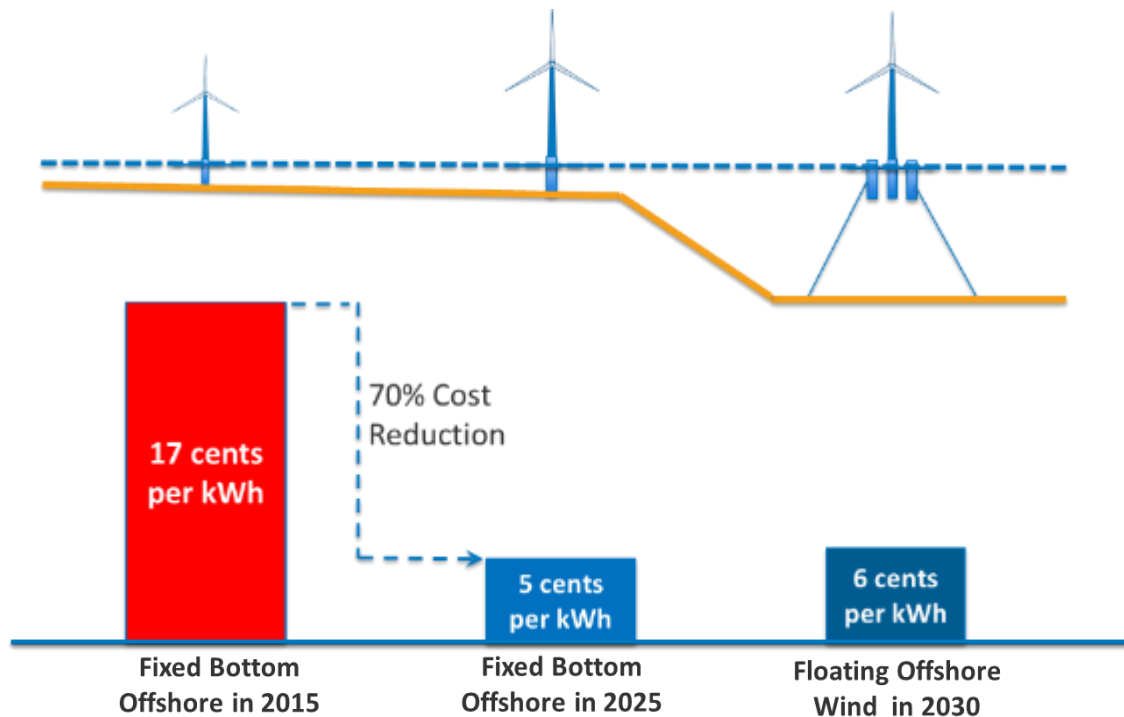 70% Cost
Reduction
17 cents
per kWh
5 cents
per kWh
6 cents
per kWh
Fixed Bottom
Offshore in 2015
Fixed Bottom
Offshore in 2025
Floating Offshore
Wind in 2030